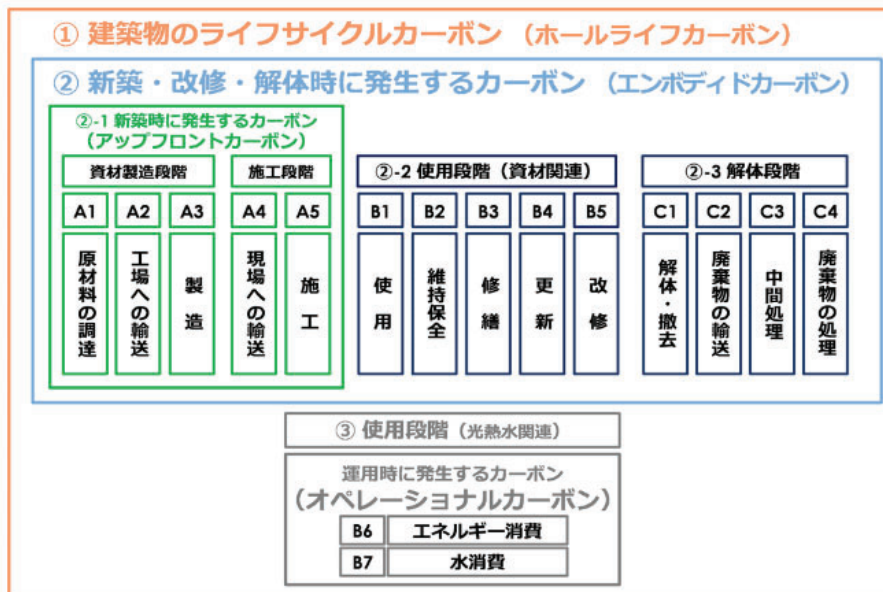 ① 建築物のライフサイクルカーボン（ホールライフカーボン）
② 新築・改修・解体時に発生するカーボン（エンボディドカーボン）
②-1 新築時に発生するカーボン
（アップフロントカーボン）
資材製造段階
施工段階
②-2 使用段階（資材関連）
②-3 解体段階
A1
A2
A3
A4
A5
B1
B2
B3
B4
B5
C1
C2
C3
C4
原材料の調達
工場への輸送
製造
現場への輸送
施工
使用
維持保全
修繕
更新
改修
解体・撤去
廃棄物の輸送
中間処理
廃棄物の処理
③ 使用段階（光熱水関連）
運用時に発生するカーボン
（オペレーショナルカーボン）
B6 エネルギー消費
B7 水消費